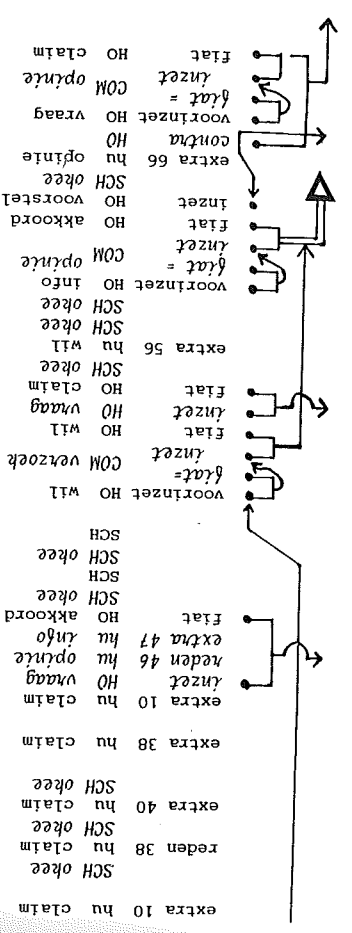 extra 10 hu claim
SCH okee
reden 38 hu claim
SCH okee
extra 40 hu claim
SCH okee
extra 38 hu claim
extra 10 hu claim
inzet HO vraag
reden 46 hu opinie
extra 47 hu info
fiat HO akkoord
SCH okee
SCH
SCH okee
SCH
voorinzet HO will
fiat=
inzet COM verzoek
fiat HO will
inzet HO vraag
fiat HO claim
SCH okee
extra 56 hu will
SCH okee
SCH okee
voorinzet HO info
fiat =
inzet COM opinie
fiat HO akkoord
inzet HO voorstel
SCH okee
extra 66 hu opinie
contra HO
voorinzet HO vraag
fiat =
inzet COM opinie
fiat HO claim